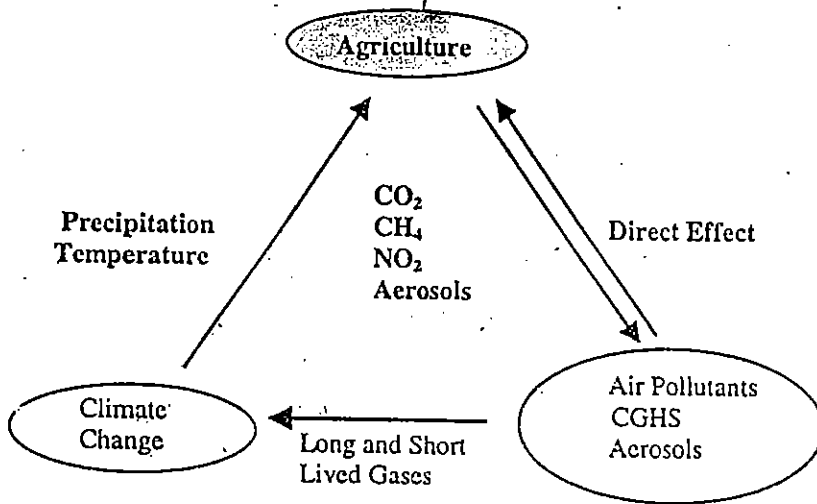 Agriculture
Precipitation
Temperature
CO₂
CH₄
NO₂
Aerosols
Direct Effect
Climate
Change
Long and Short
Lived Gases
Air Pollutants
CGHS
Aerosols